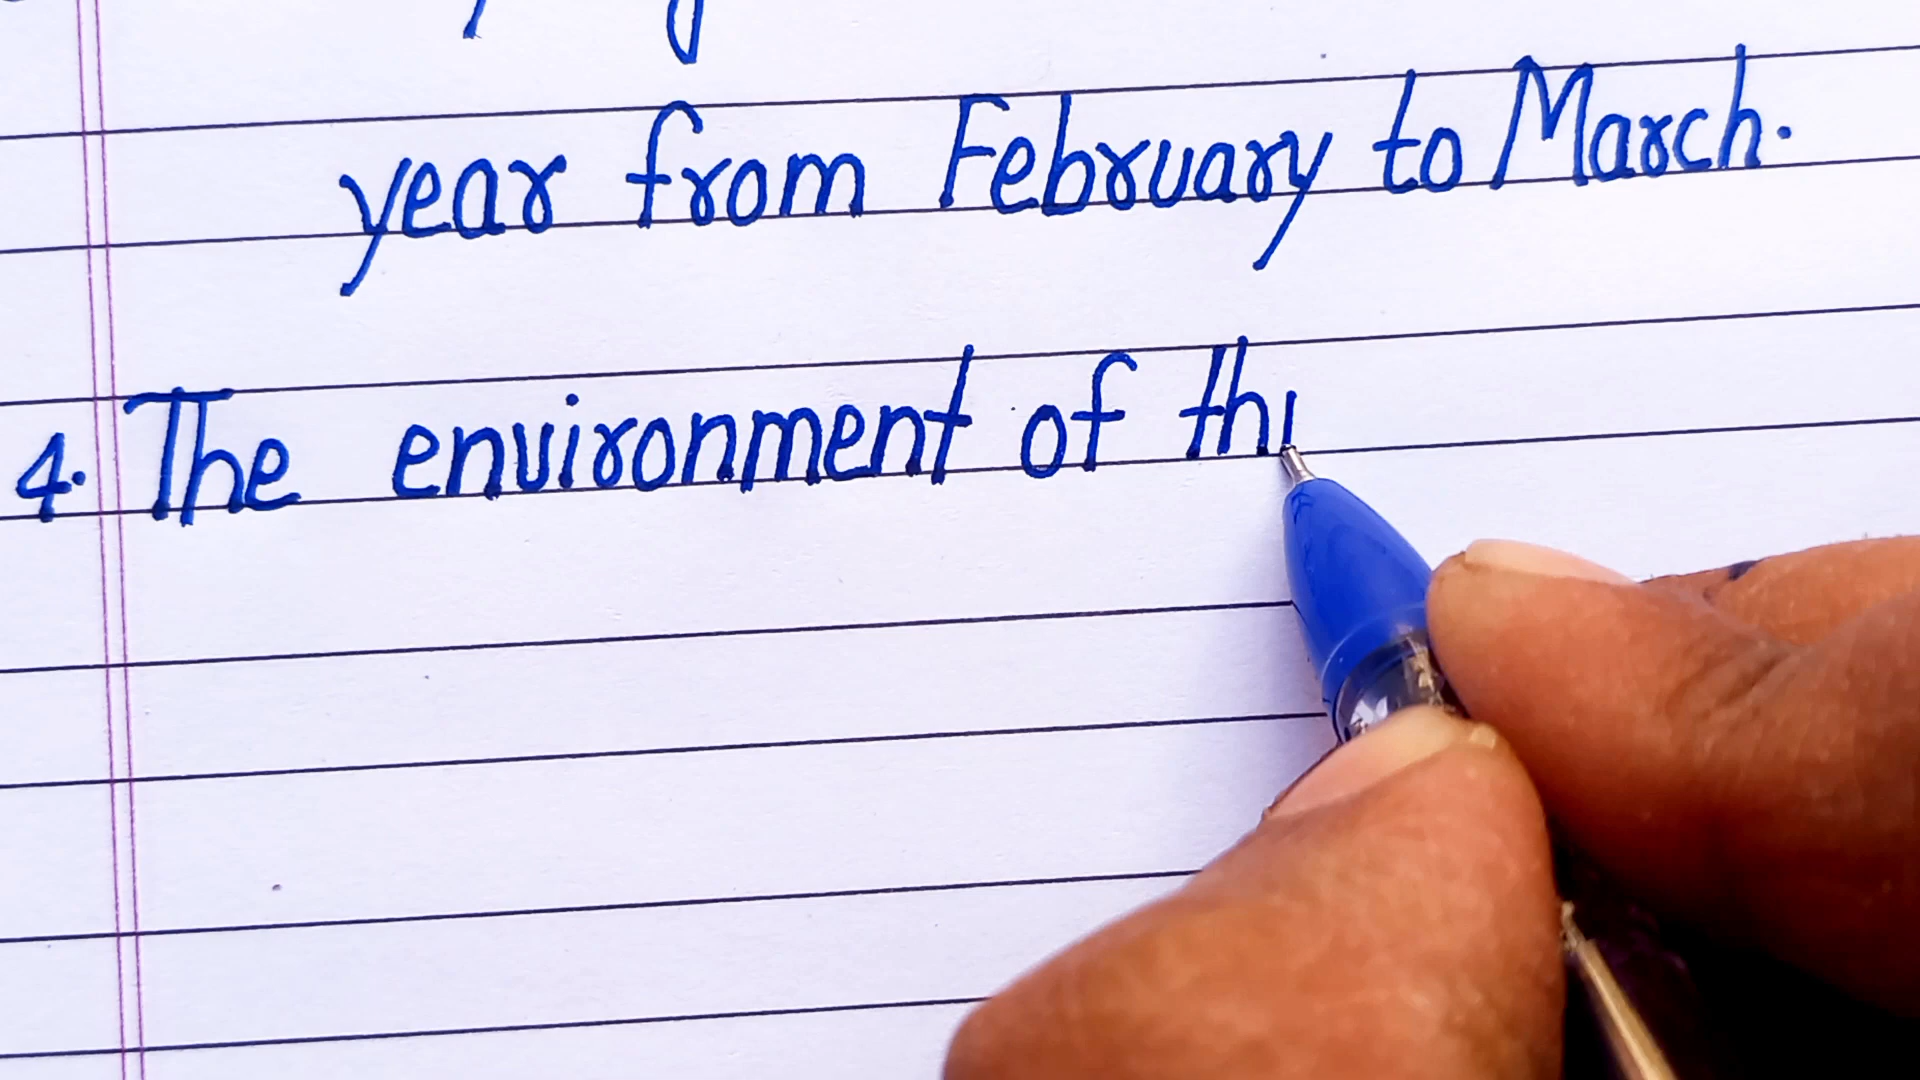 year from February to March.
4. The environment of thi